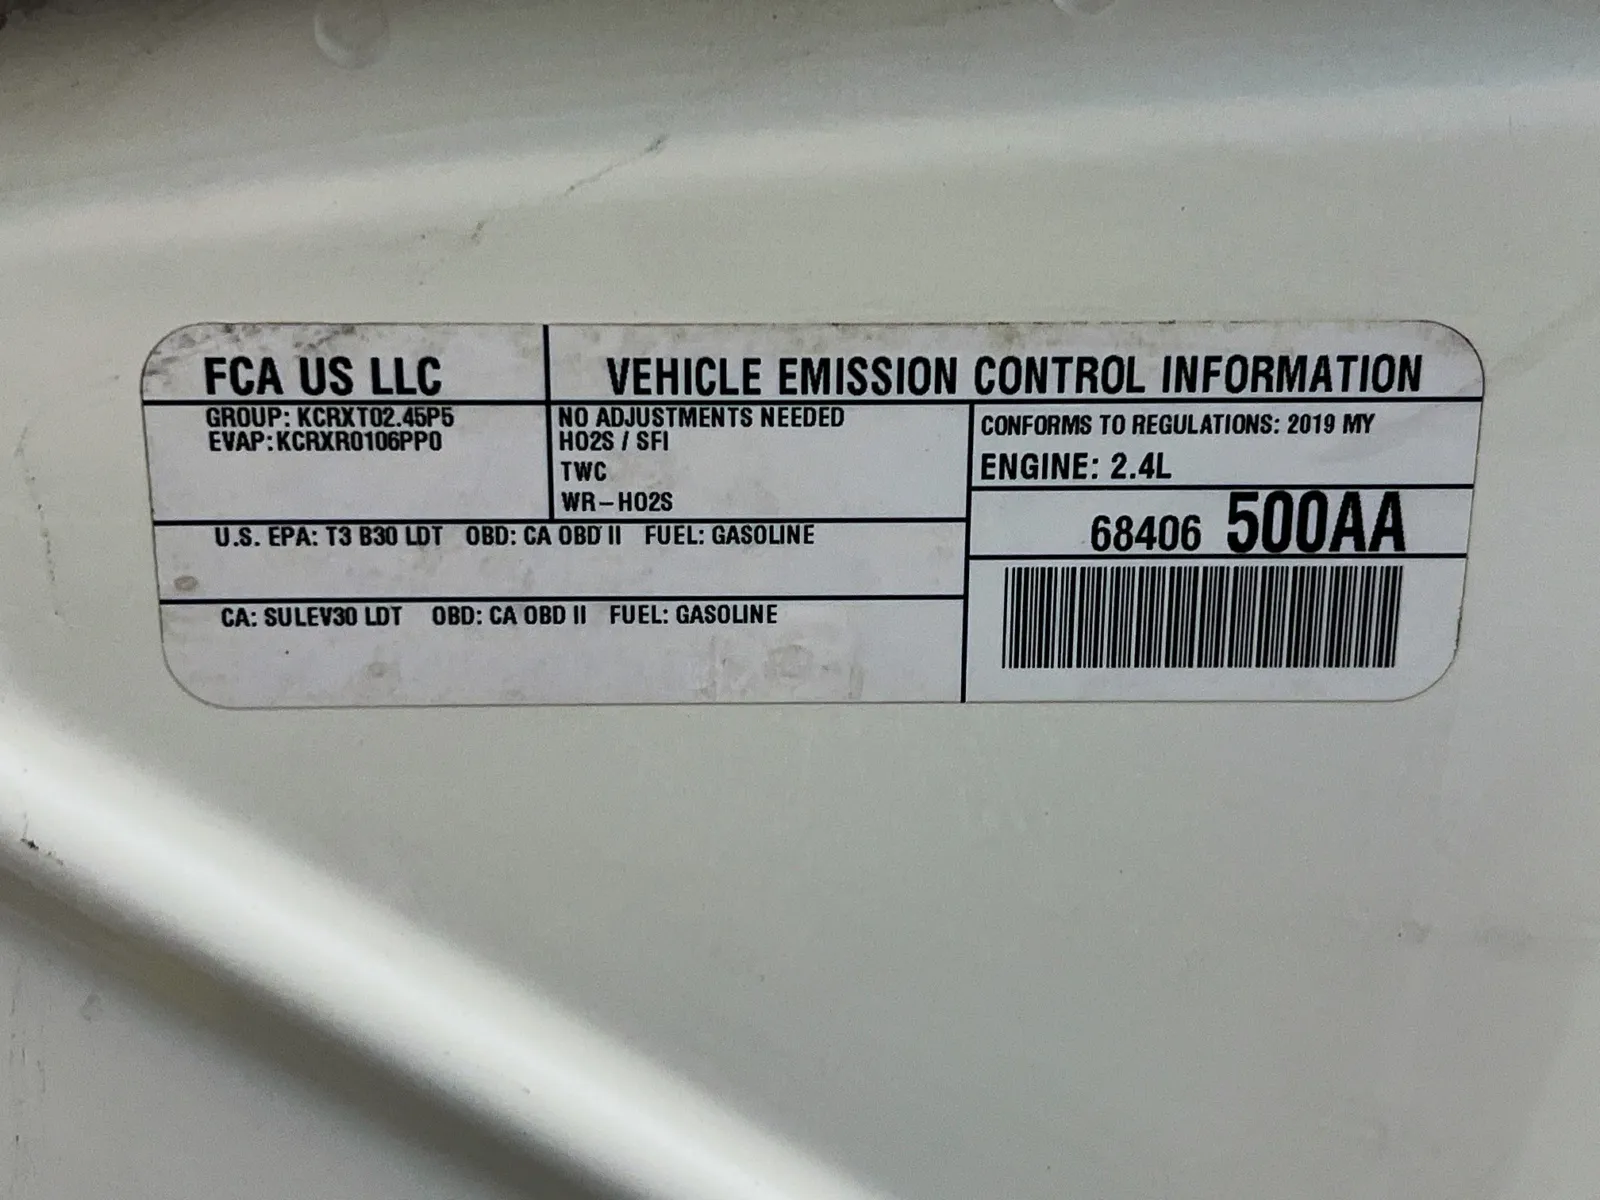 FCA US LLC
VEHICLE EMISSION CONTROL INFORMATION
GROUP: KCRXT02.45P5
EVAP:KCRXR0106PP0
NO ADJUSTMENTS NEEDED
HO2S / SFI
TWC
WR-HO2S
CONFORMS TO REGULATIONS: 2019 MY
ENGINE: 2.4L
68406 500AA
U.S. EPA: T3 B30 LDT OBD: CA OBD II FUEL: GASOLINE
CA: SULEV30 LDT OBD: CA OBD II FUEL: GASOLINE